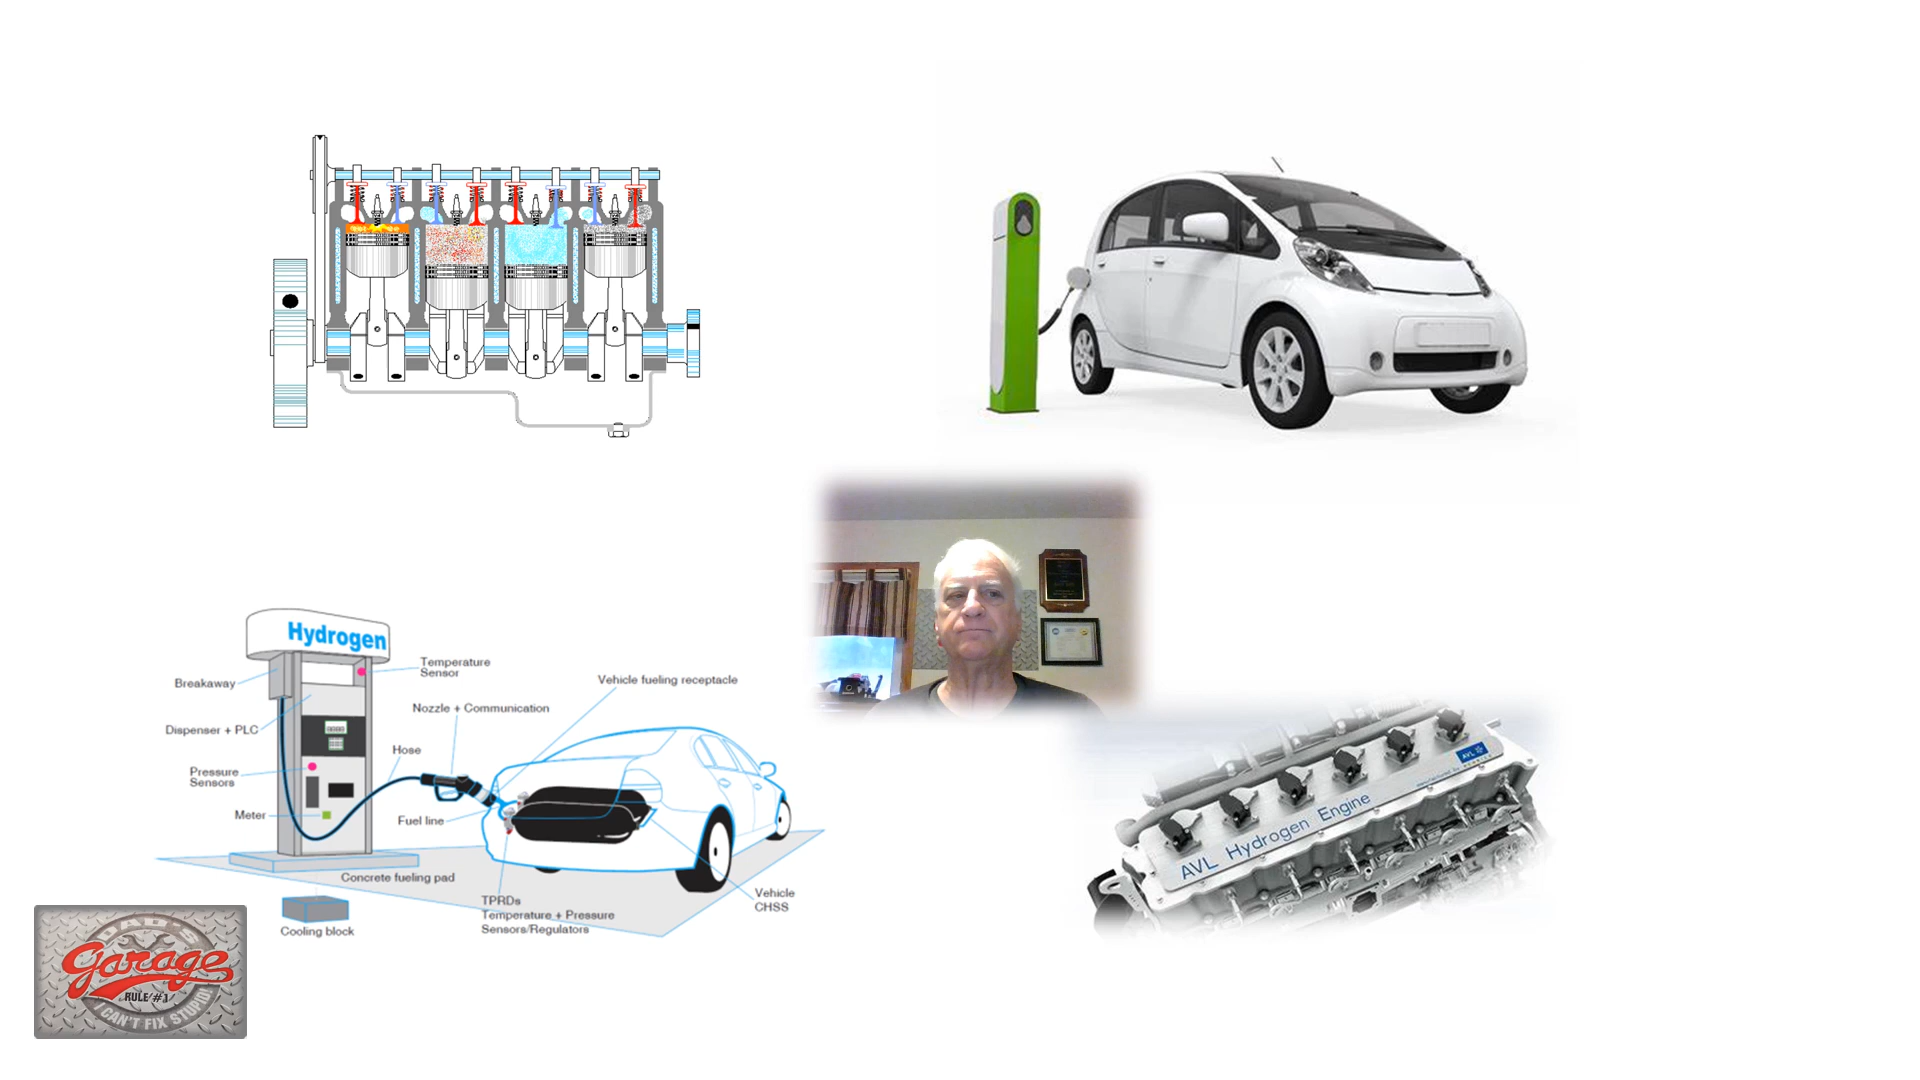 Hydrogen
Temperature
Sensor
Breakaway
Vehicle fueling receptacle
Nozzle + Communication
Dispenser + PLC
Hose
Pressure
Sensors
Meter
Fuel line
Concrete fueling pad
Vehicle
CHSS
TPRDs
Temperature + Pressure
Sensors/Regulators
Cooling block
AVL
AVL Hydrogen Engine
DAD'S
Garage
RULE #1
I CAN'T FIX STUPID!